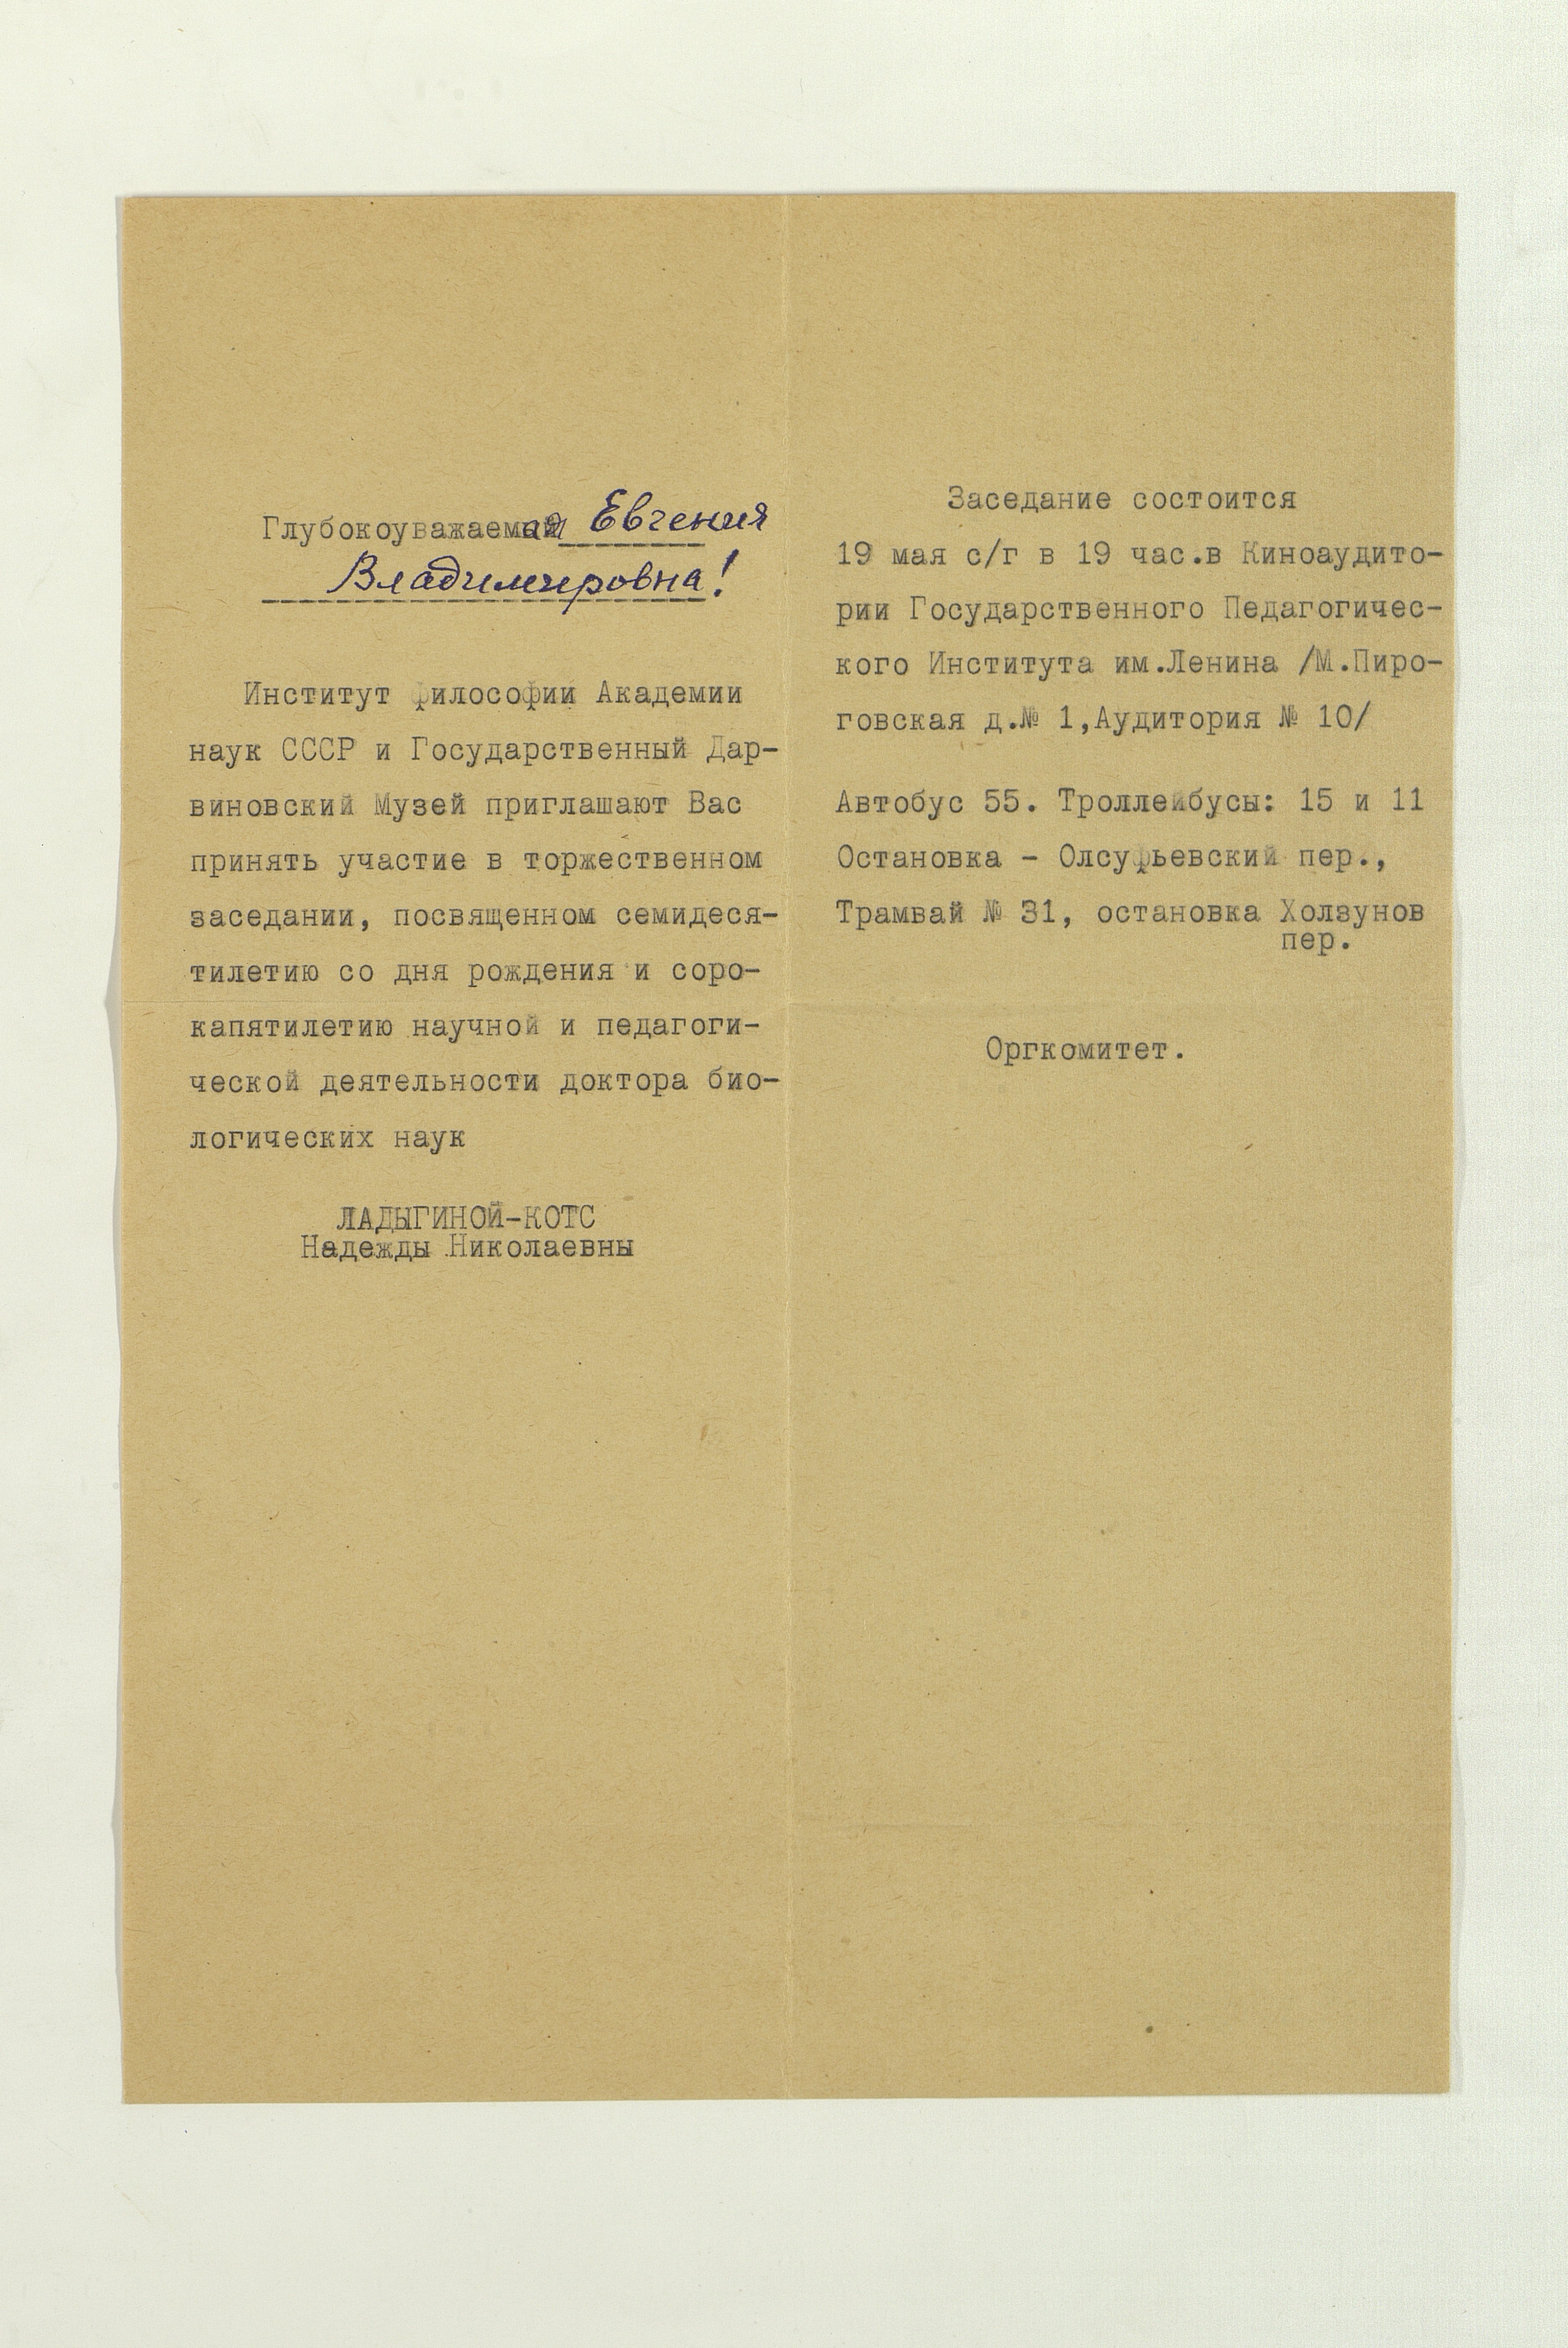 Глубокоуважаемая Евгения
Владимировна!
Институт философии Академии
наук СССР и Государственный Дар-
виновский Музей приглашают Вас
принять участие в торжественном
заседании, посвященном семидеся-
тилетию со дня рождения и соро-
капятилетию научной и педагоги-
ческой деятельности доктора био-
логических наук
ЛАДЫГИНОЙ-КОТС
Надежды Николаевны
Заседание состоится
19 мая с/г в 19 час.в Киноаудито-
рии Государственного Педагогичес-
кого Института им.Ленина /М.Пиро-
говская д.№ 1,Аудитория № 10/
Автобус 55. Троллейбусы: 15 и 11
Остановка - Олсуфьевский пер.,
Трамвай № 31, остановка Холзунов
пер.
Оргкомитет.